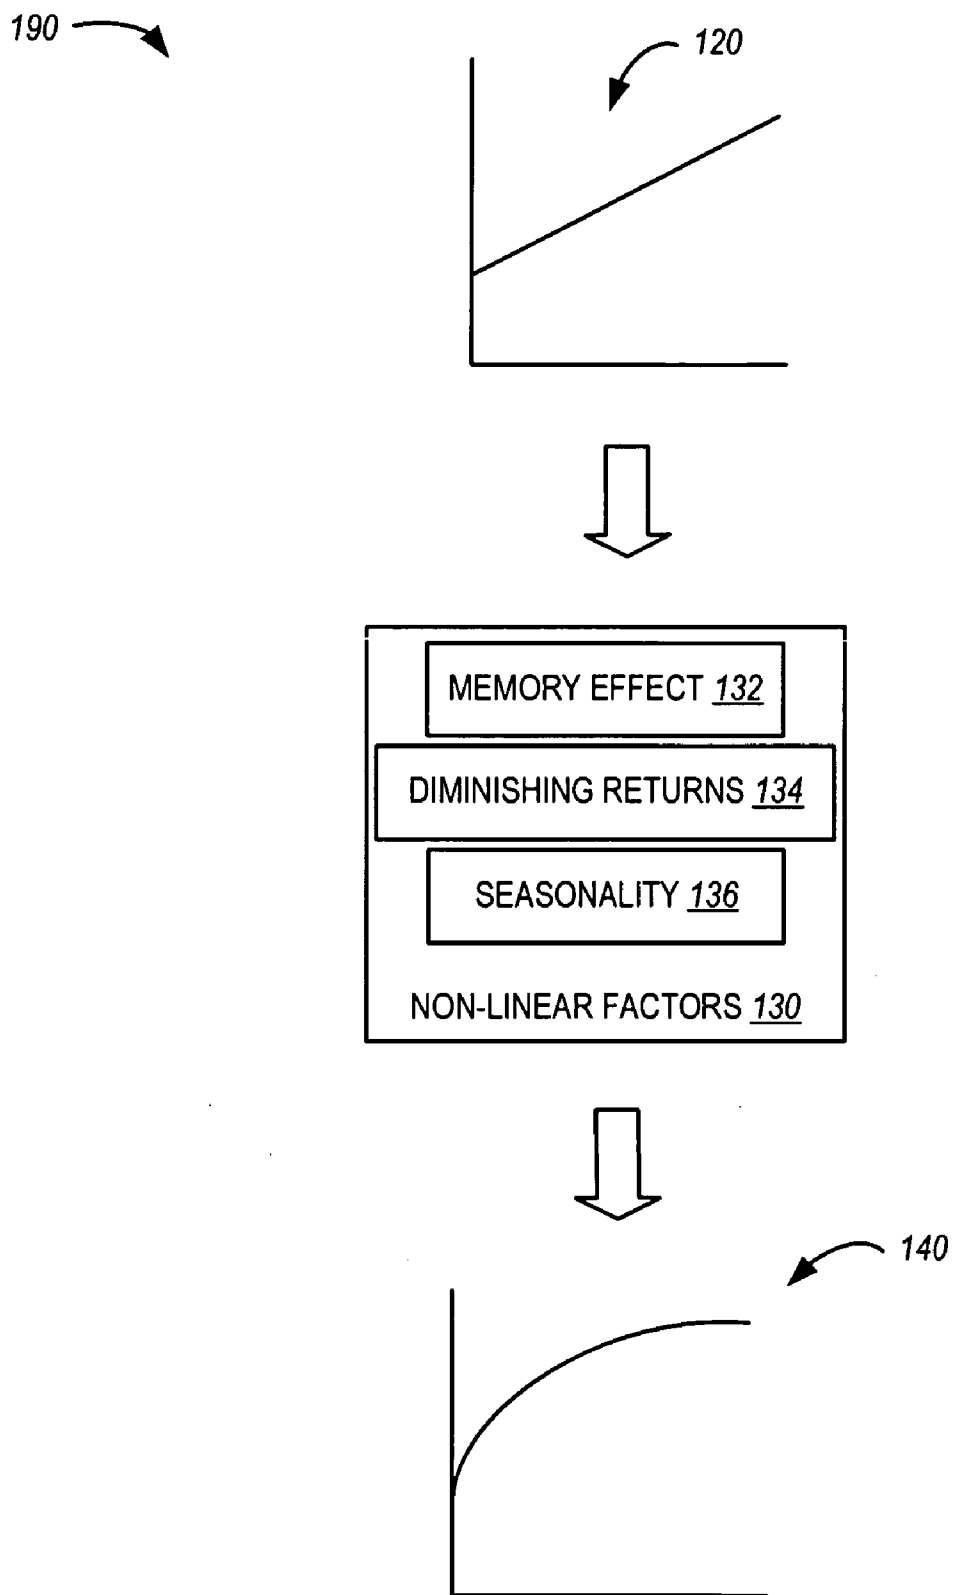 190
120
MEMORY EFFECT 132
DIMINISHING RETURNS 134
SEASONALITY 136
NON-LINEAR FACTORS 130
140